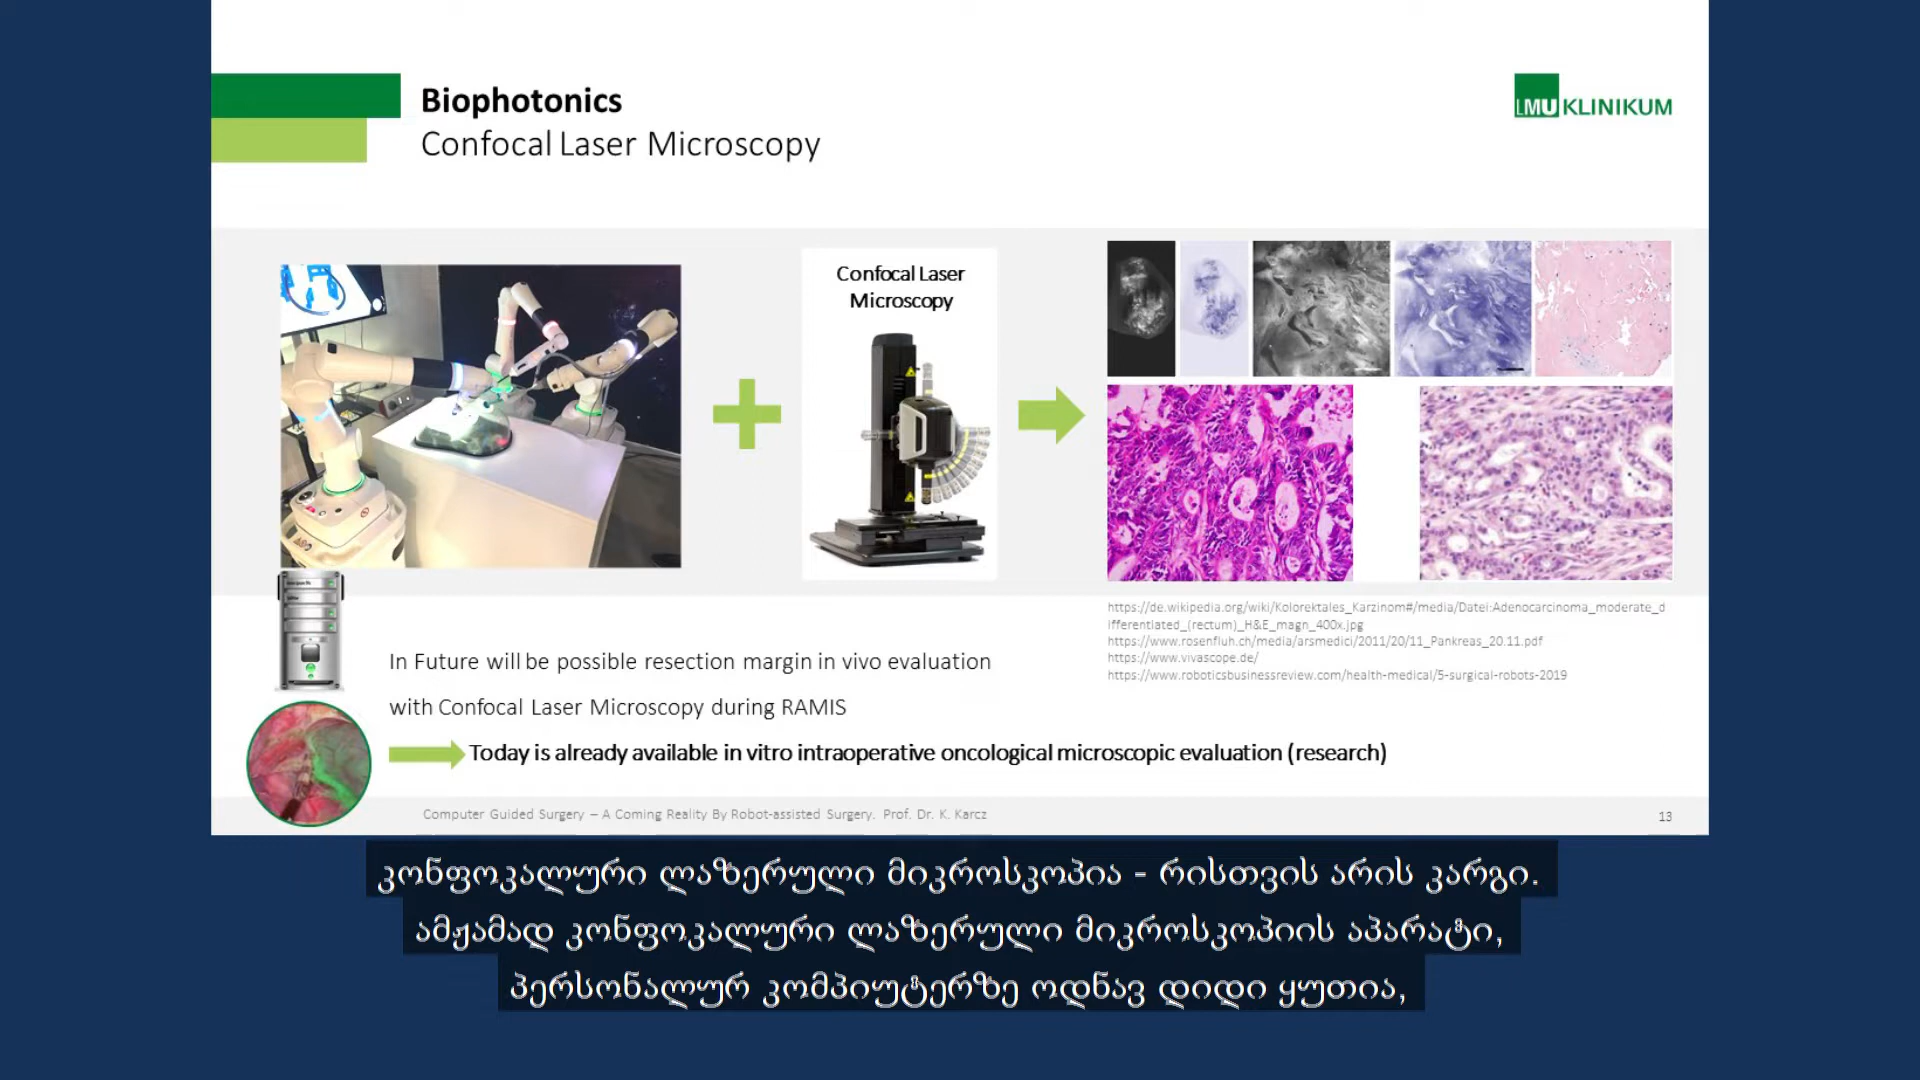 Biophotonics
Confocal Laser Microscopy
LMU KLINIKUM
Confocal Laser
Microscopy
https://de.wikipedia.org/wiki/Kolorektales_Karzinom#/media/Datei:Adenocarcinoma_moderate_d
ifferentiated_(rectum)_H&E_magn_400x.jpg
https://www.rosenfluh.ch/media/arsmedici/2011/20/11_Pankreas_20.11.pdf
https://www.vivascope.de/
https://www.roboticsbusinessreview.com/health-medical/5-surgical-robots-2019
In Future will be possible resection margin in vivo evaluation
with Confocal Laser Microscopy during RAMIS
Today is already available in vitro intraoperative oncological microscopic evaluation (research)
Computer Guided Surgery – A Coming Reality By Robot-assisted Surgery. Prof. Dr. K. Karcz
13
კონფოკალური ლაზერული მიკროსკოპია - რისთვის არის კარგი.
ამჟამად კონფოკალური ლაზერული მიკროსკოპიის აპარატი,
პერსონალურ კომპიუტერზე ოდნავ დიდი ყუთია,